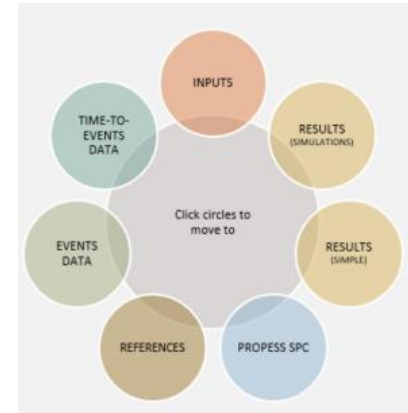 INPUTS
TIME-TO-
EVENTS
DATA
RESULTS
(SIMULATIONS)
Click circles to
move to
EVENTS
DATA
RESULTS
(SIMPLE)
REFERENCES
PROPESS SPC